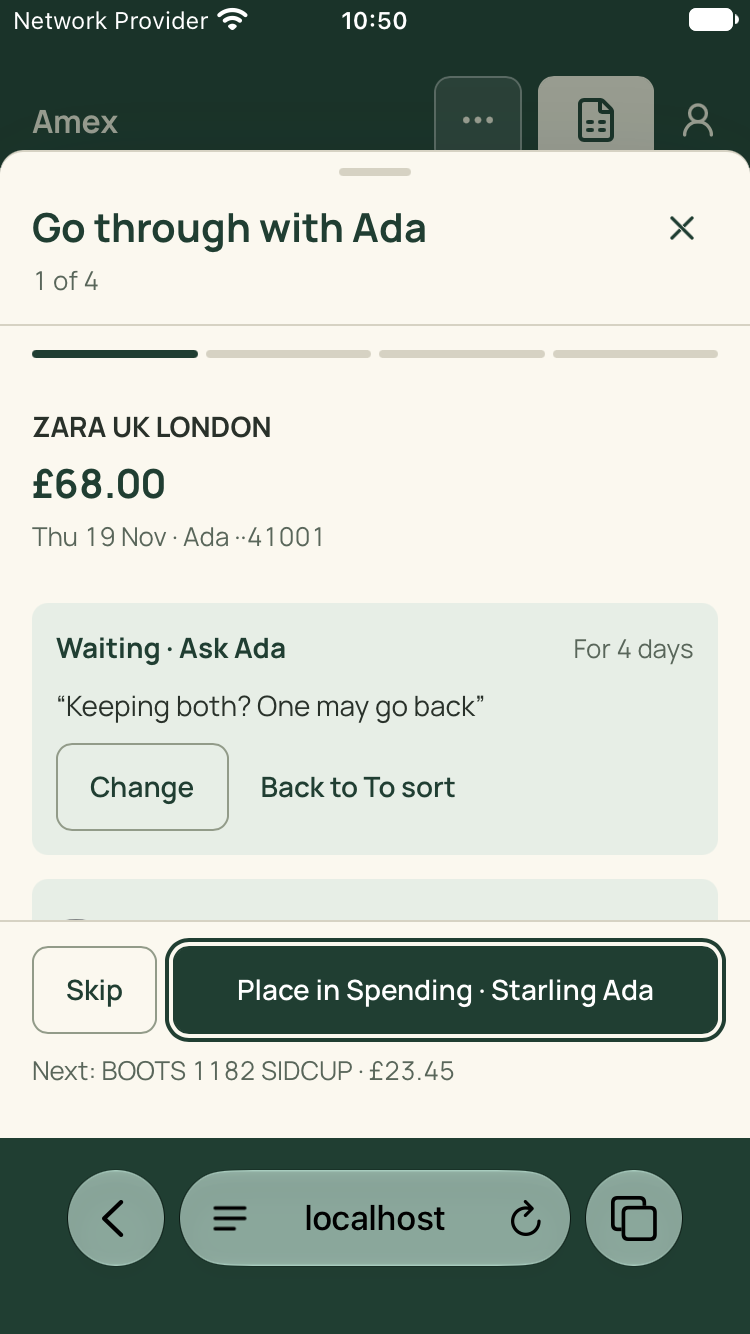 Network Provider 10:50
Amex
Go through with Ada
1 of 4
ZARA UK LONDON
£68.00
Thu 19 Nov · Ada ··41001
Waiting · Ask Ada For 4 days
“Keeping both? One may go back”
Change Back to To sort
Skip Place in Spending · Starling Ada
Next: BOOTS 1182 SIDCUP · £23.45
localhost